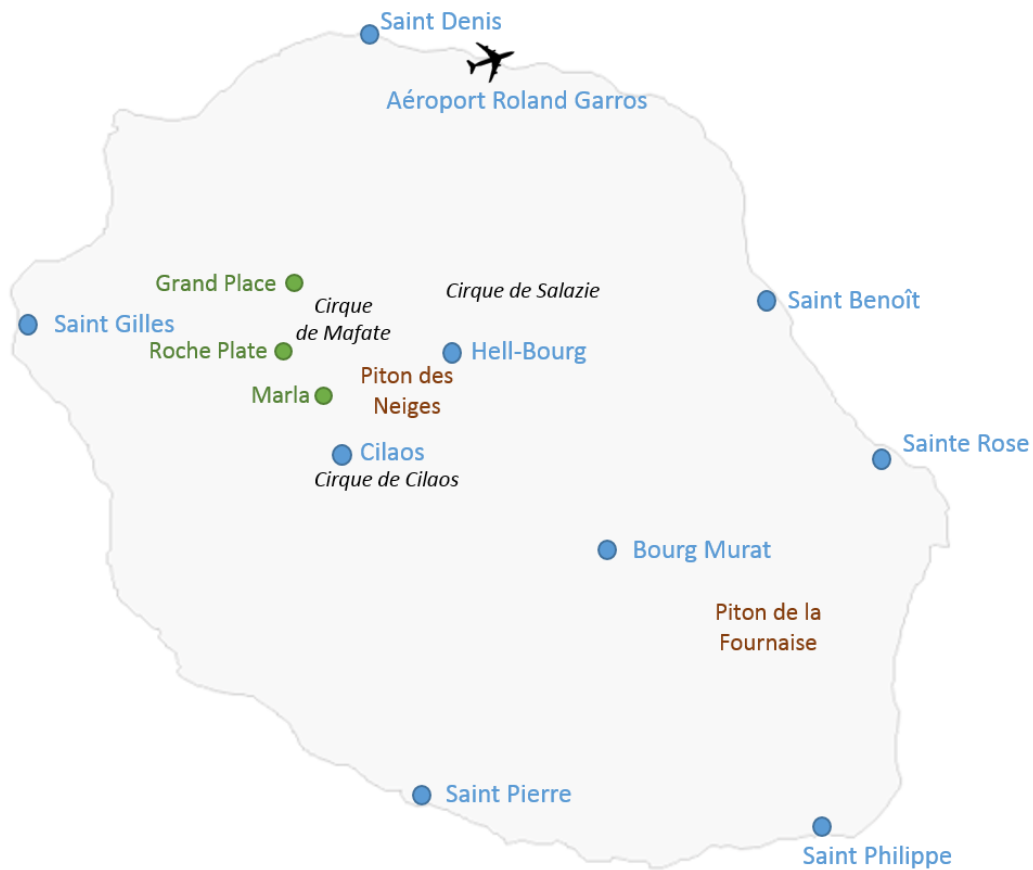 Saint Denis
Aéroport Roland Garros
Grand Place
Cirque
de Mafate
Cirque de Salazie
Saint Benoît
Saint Gilles
Roche Plate
Hell-Bourg
Piton des
Neiges
Marla
Cilaos
Cirque de Cilaos
Sainte Rose
Bourg Murat
Piton de la
Fournaise
Saint Pierre
Saint Philippe